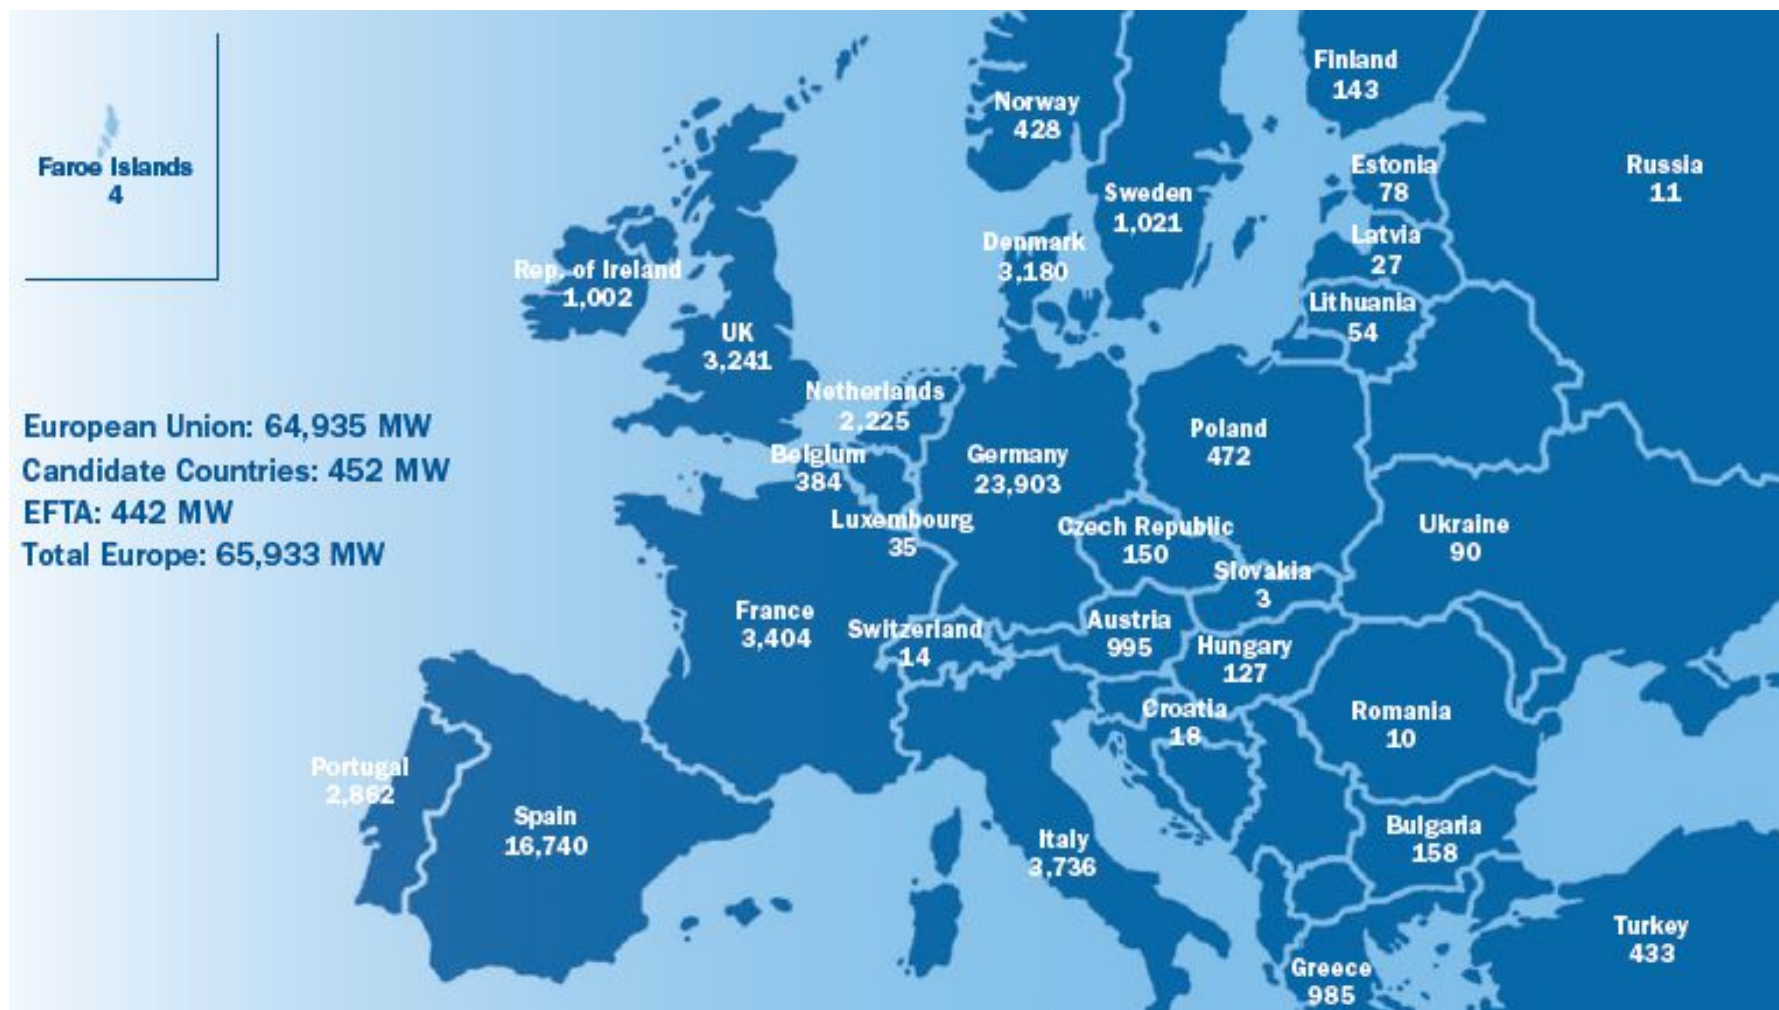 Faroe Islands
4
Finland
143
Norway
428
Russia
11
Estonia
78
Sweden
1,021
Latvia
27
Denmark
3,180
Rep. of Ireland
1,002
Lithuania
54
UK
3,241
Netherlands
2,225
European Union: 64,935 MW
Candidate Countries: 452 MW
EFTA: 442 MW
Total Europe: 65,933 MW
Poland
472
Belgium
384
Germany
23,903
Luxembourg
35
Czech Republic
150
Ukraine
90
Slovakia
3
France
3,404
Switzerland
14
Austria
995
Hungary
127
Croatia
18
Romania
10
Portugal
2,862
Spain
16,740
Italy
3,736
Bulgaria
158
Turkey
433
Greece
985